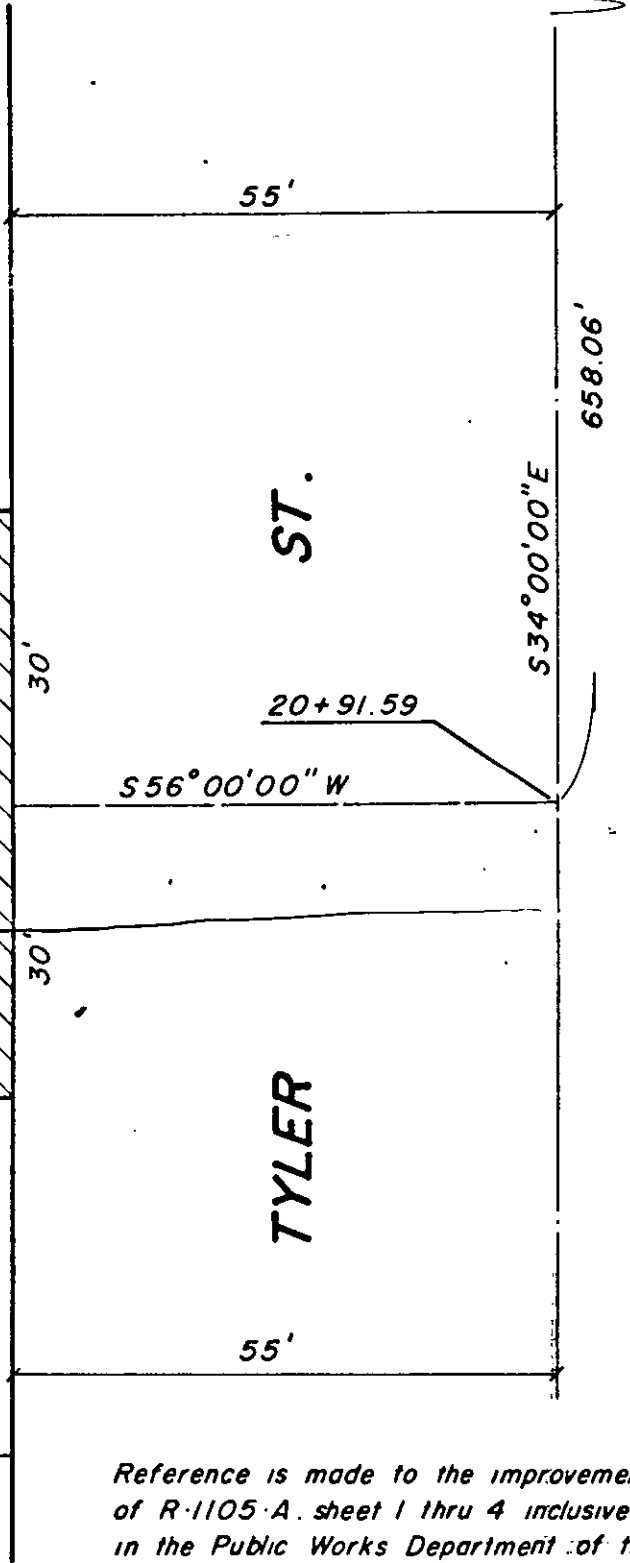 55'
658.06'
S34°00'00"E
ST.
30'
20+91.59
S56°00'00"W
30'
TYLER
55'
Reference is made to the
of R-1105-A. sheet 1 thru 4 inclusive
in the Public Works Department of